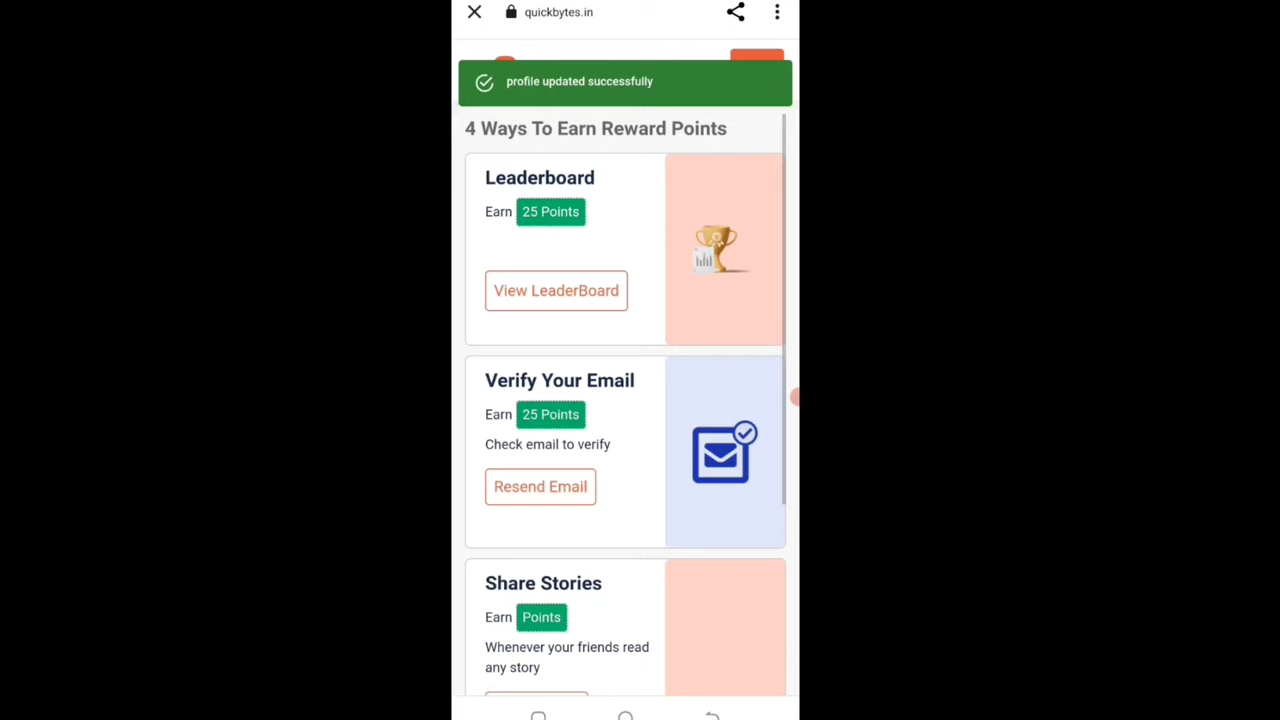 quickbytes.in
profile updated successfully
4 Ways To Earn Reward Points
Leaderboard
Earn 25 Points
View LeaderBoard
Verify Your Email
Earn 25 Points
Check email to verify
Resend Email
Share Stories
Earn Points
Whenever your friends read
any story